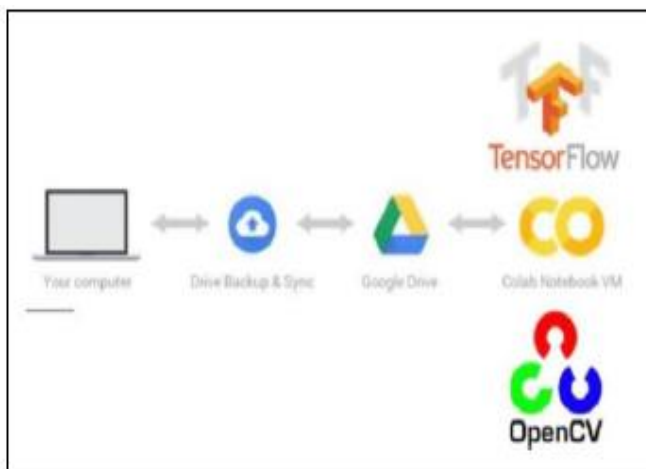 TensorFlow
Your computer
Drive Backup & Sync
Google Drive
Colab Notebook VM
OpenCV